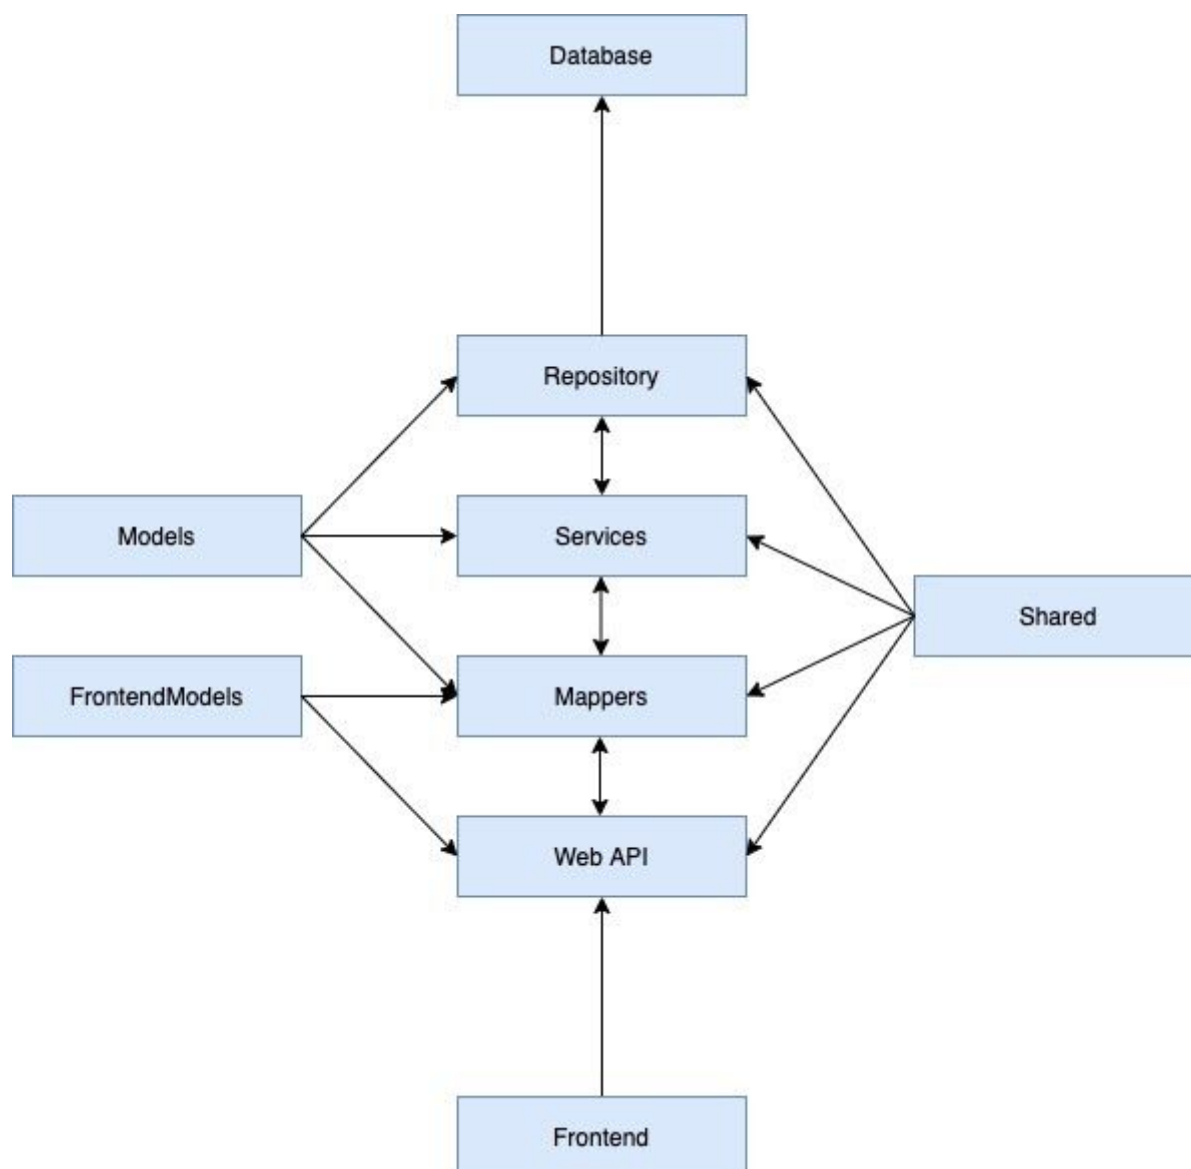 Database
Repository
Models
Services
Shared
FrontendModels
Mappers
Web API
Frontend